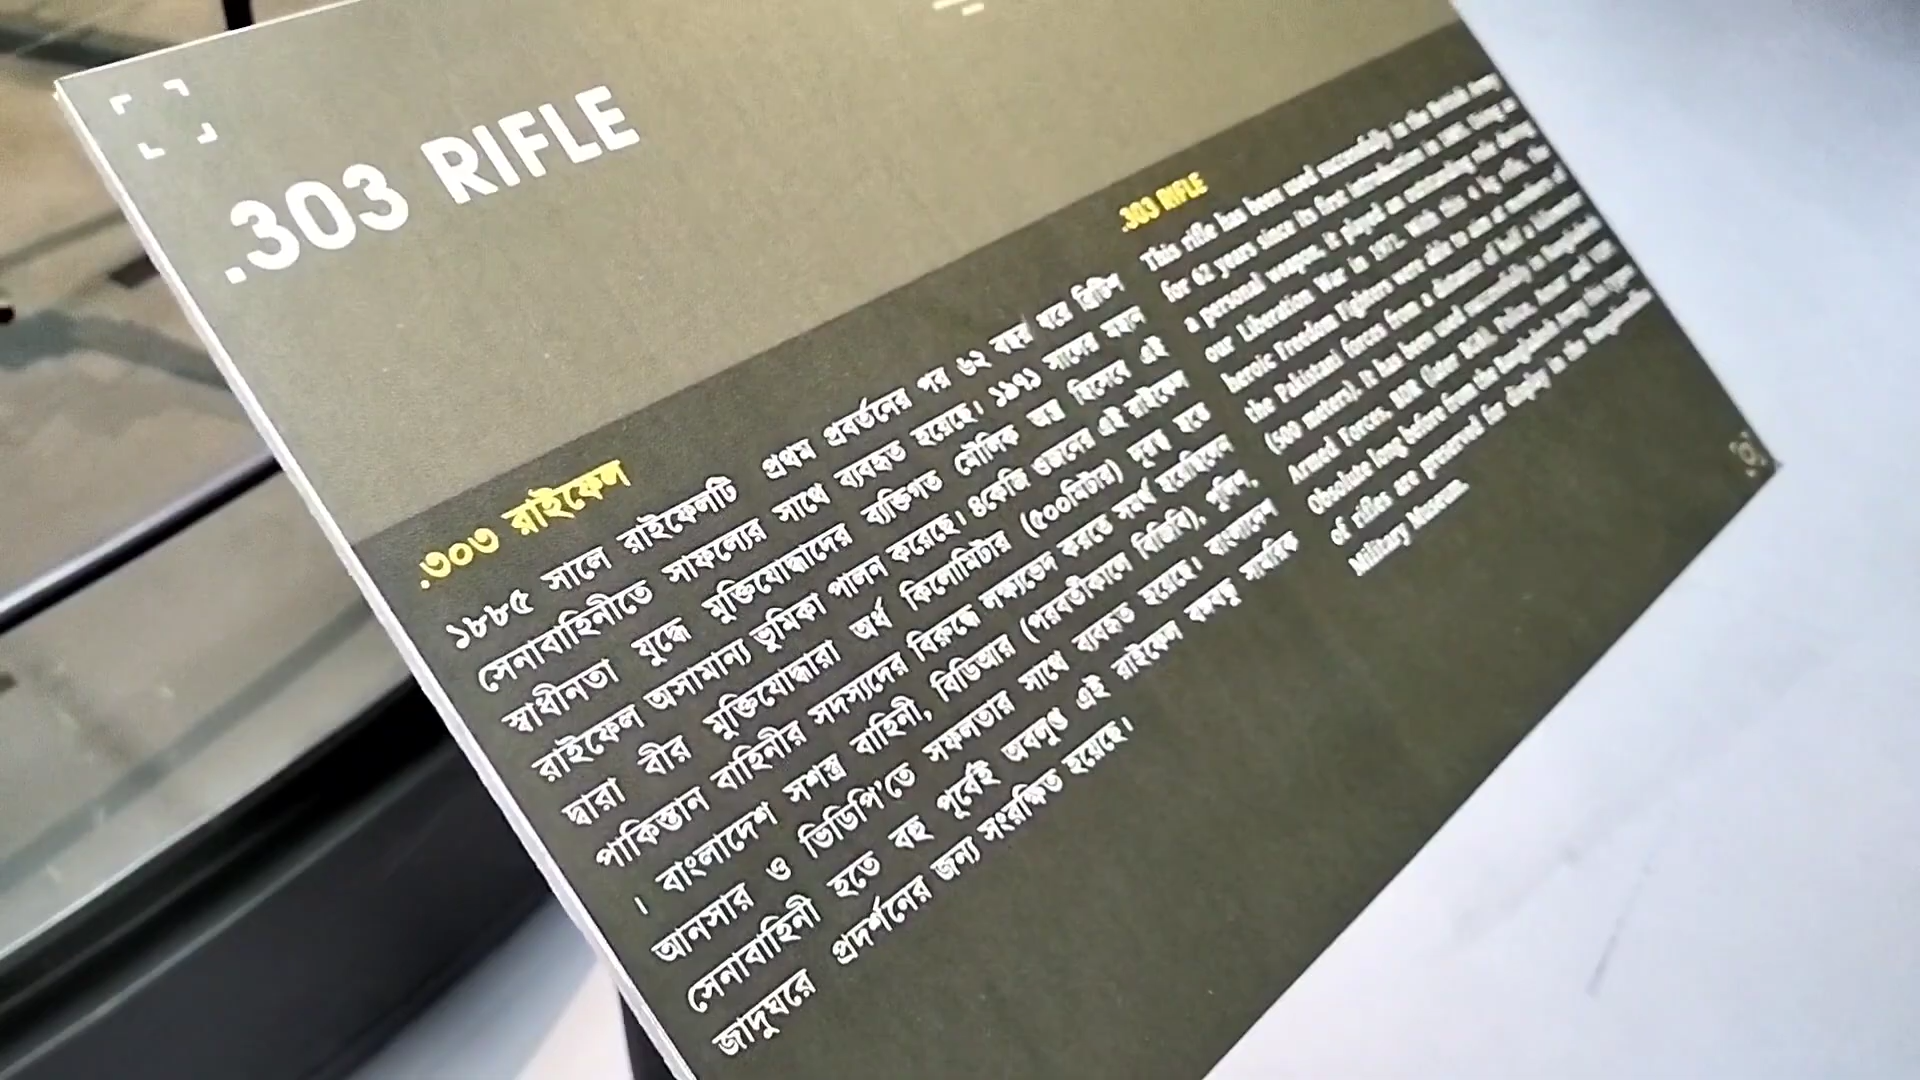 .303 RIFLE
.৩০৩ রাইফেল
১৮৮৫ সালে রাইফেলটি প্রথম প্রবর্তনের পর ৬২ বছর ধরে ব্রিটিশ
সেনাবাহিনীতে সাফল্যের সাথে ব্যবহৃত হয়েছে। ১৯৭১ সালের মহান
স্বাধীনতা যুদ্ধে মুক্তিযোদ্ধাদের ব্যক্তিগত মৌলিক অস্ত্র হিসেবে এই
রাইফেল অসামান্য ভূমিকা পালন করেছে। ৪কেজি ওজনের এই রাইফেল
দ্বারা বীর মুক্তিযোদ্ধারা অর্ধ কিলোমিটার (৫০০মিটার) দূরত্ব হতে
পাকিস্তান বাহিনীর সদস্যদের বিরুদ্ধে লক্ষ্যভেদ করতে সমর্থ হয়েছিলেন
। বাংলাদেশ সশস্ত্র বাহিনী, বিডিআর (পরবর্তীকালে বিজিবি), পুলিশ,
আনসার ও ভিডিপি'তে সফলতার সাথে ব্যবহৃত হয়েছে। বাংলাদেশ
সেনাবাহিনী হতে বহু পূর্বেই অবলুপ্ত এই রাইফেল বঙ্গবন্ধু সামরিক
জাদুঘরে প্রদর্শনের জন্য সংরক্ষিত হয়েছে।
.303 RIFLE
This rifle has been used successfully in the British Army
for 62 years since its first introduction in 1885. Using as
a personal weapon, it played an outstanding role during
our Liberation War in 1971. With this 4 kg rifle, the
heroic Freedom Fighters were able to aim at members of
the Pakistani forces from a distance of half a kilometer
(500 meters). It has been used successfully in Bangladesh
Armed Forces, BDR (later BGB), Police, Ansar and VDP.
Obsolute long before from the Bangladesh Army this type
of rifles are preserved for display in the Bangabandhu
Military Museum.